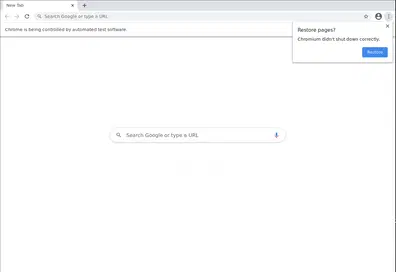 New Tab
Search Google or type a URL
Chrome is being controlled by automated test software.
Restore pages?
Chromium didn't shut down correctly.
Restore
Search Google or type a URL